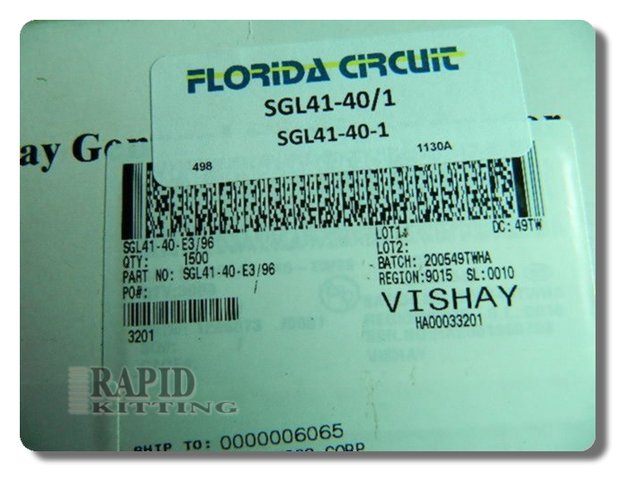 FLORIDA CIRCUIT
SGL41-40/1
SGL41-40-1
498 1130A
ay
SGL41-40-E3/96
QTY: 1500
PART NO: SGL41-40-E3/96
PO#:
3201
LOT1: DC: 49TW
LOT2:
BATCH: 200549TWHA
REGION:9015 SL:0010
VISHAY
HA00033201
RAPID
KITTING
SHIP TO: 0000006065
CORP